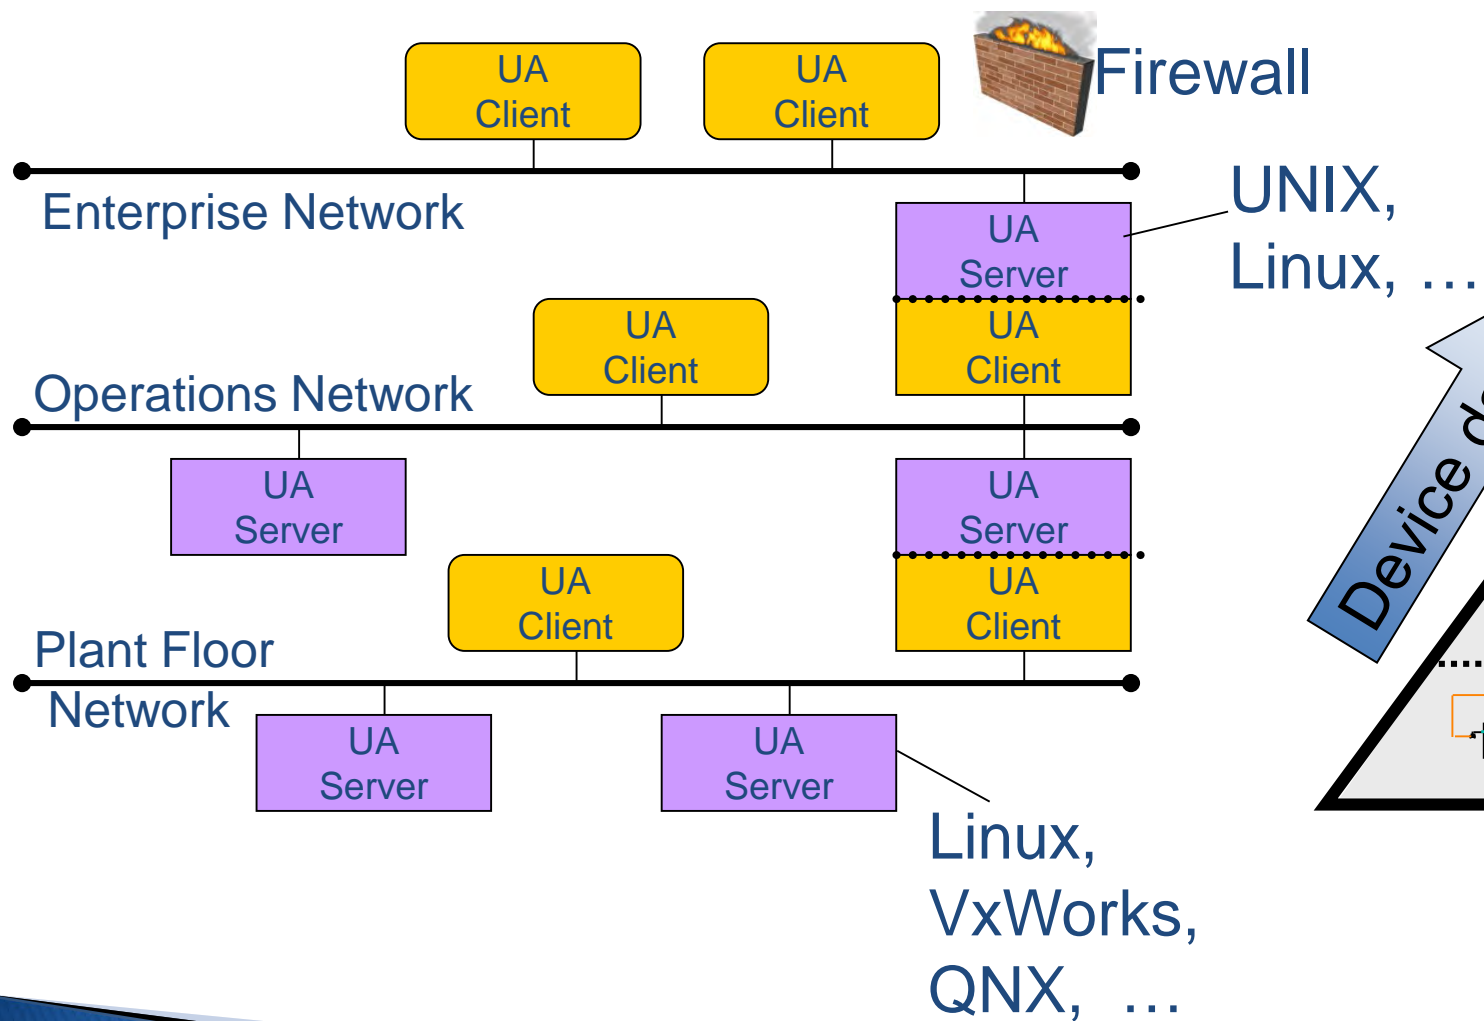 UA
Client
UA
Client
Firewall
Enterprise Network
UA
Server
UNIX,
Linux, …
UA
Client
UA
Client
Operations Network
UA
Server
UA
Server
Device
UA
Client
UA
Client
Plant Floor
Network
UA
Server
UA
Server
Linux,
VxWorks,
QNX, …